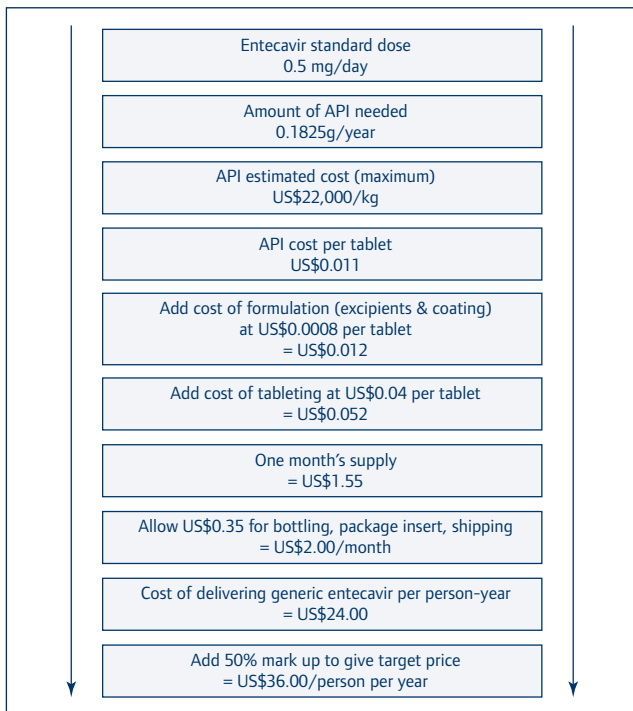 Entecavir standard dose
0.5 mg/day
Amount of API needed
0.1825g/year
API estimated cost (maximum)
US$22,000/kg
API cost per tablet
US$0.011
Add cost of formulation (excipients & coating)
at US$0.0008 per tablet
= US$0.012
Add cost of tableting at US$0.04 per tablet
= US$0.052
One month's supply
= US$1.55
Allow US$0.35 for bottling, package insert, shipping
= US$2.00/month
Cost of delivering generic entecavir per person-year
= US$24.00
Add 50% mark up to give target price
= US$36.00/person per year